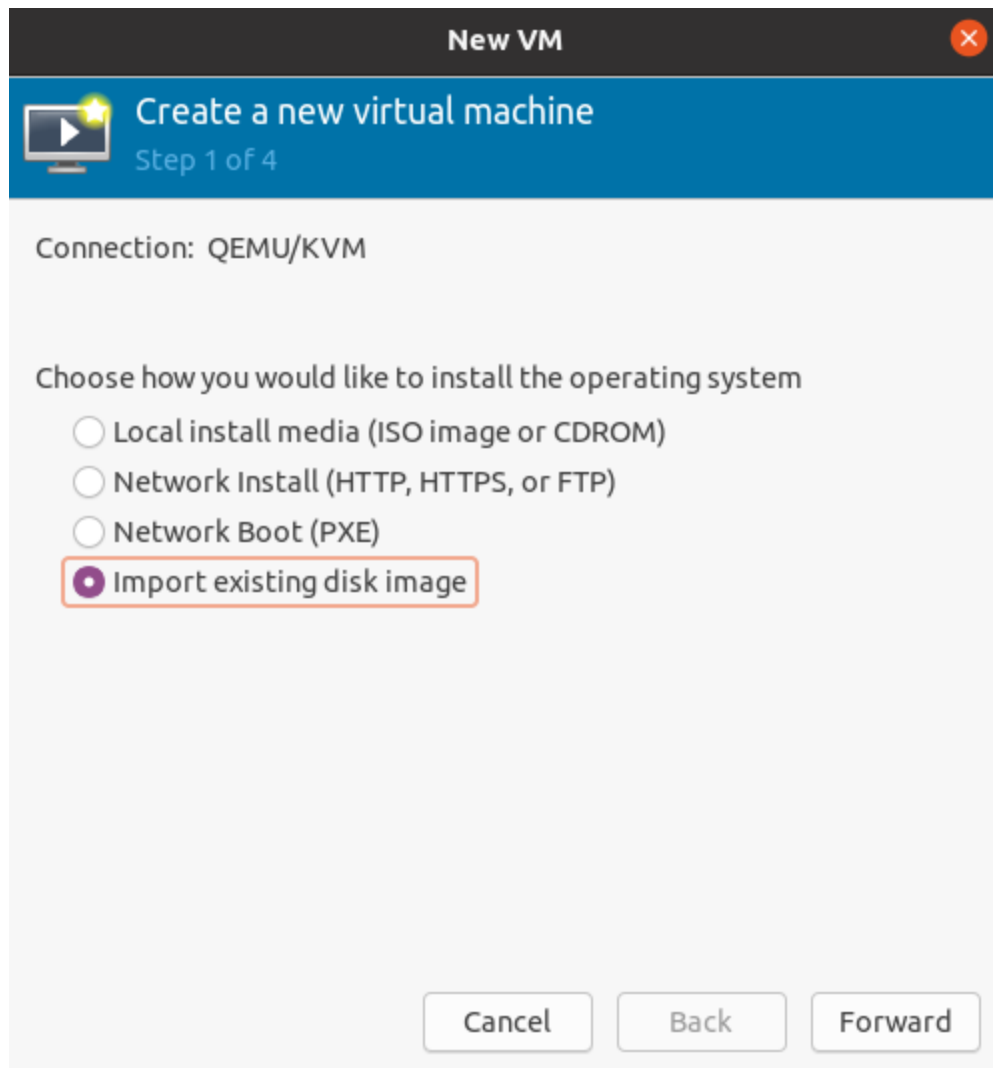 New VM
Create a new virtual machine
Step 1 of 4
Connection: QEMU/KVM
Choose how you would like to install the operating system
Local install media (ISO image or CDROM)
Network Install (HTTP, HTTPS, or FTP)
Network Boot (PXE)
Import existing disk image
Cancel Back Forward